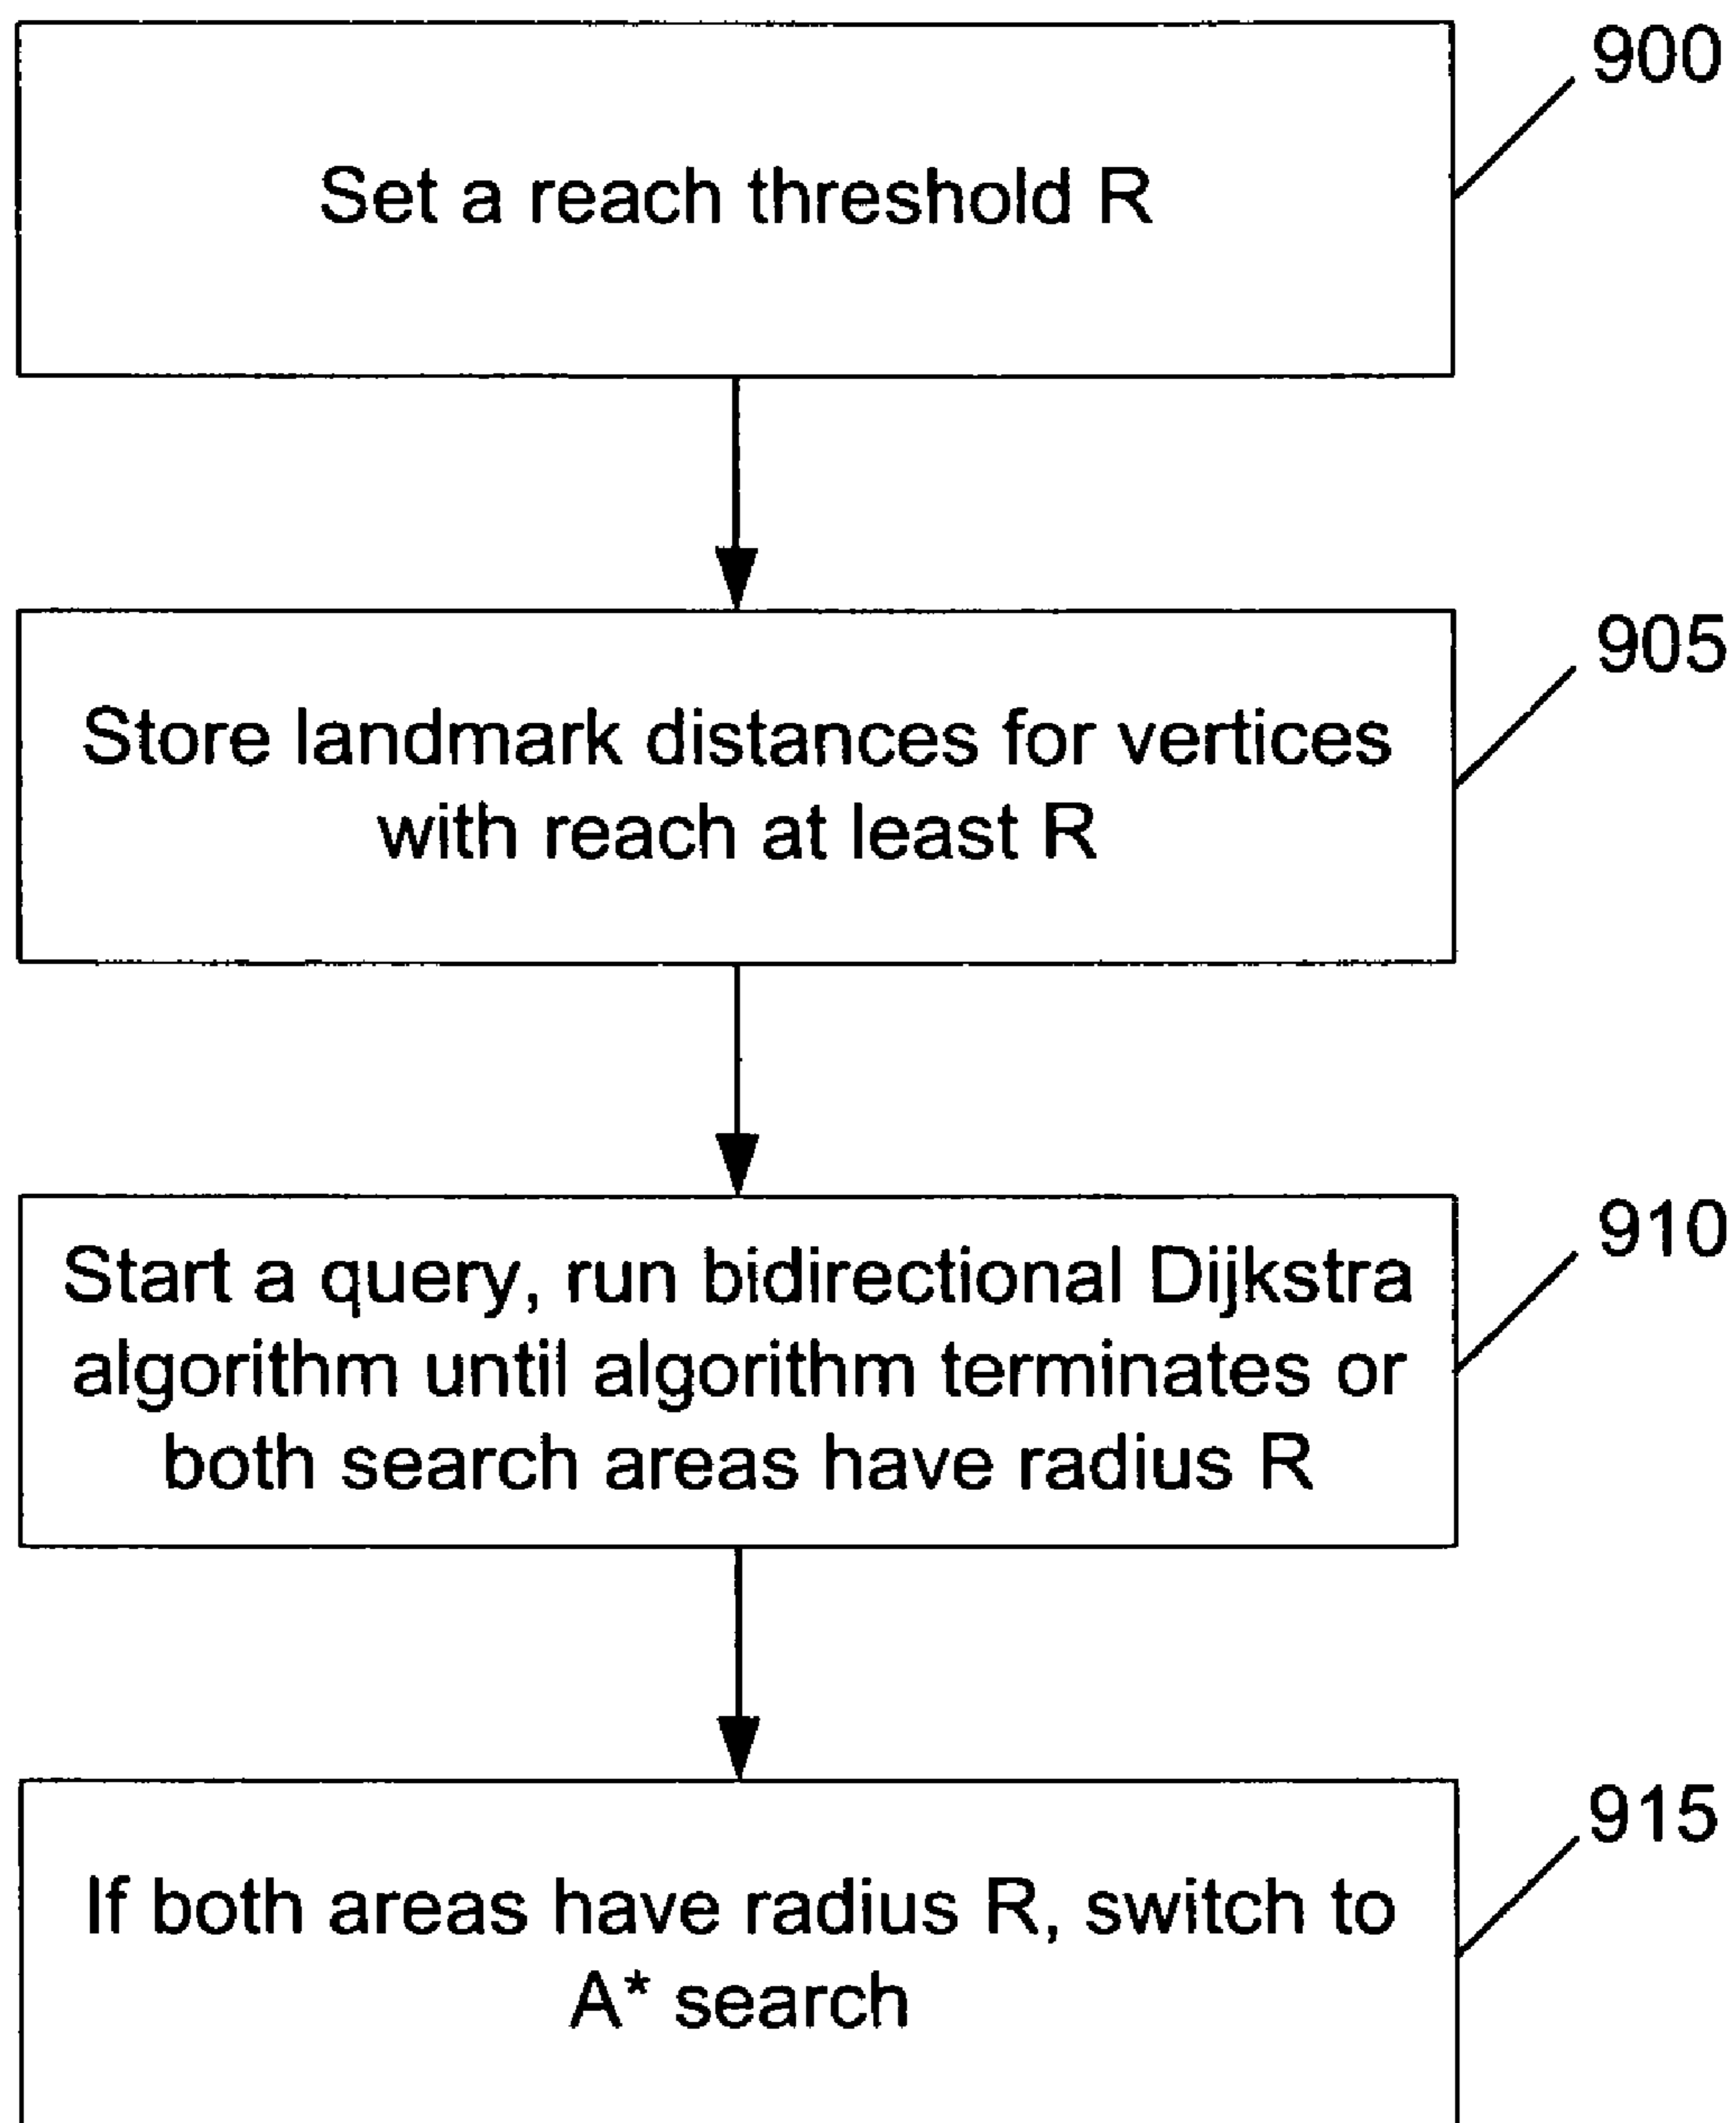 900
Set a reach threshold R
905
Store landmark distances for vertices
with reach at least R
910
Start a query, run bidirectional Dijkstra
algorithm until algorithm terminates or
both search areas have radius R
915
If both areas have radius R, switch to
A* search